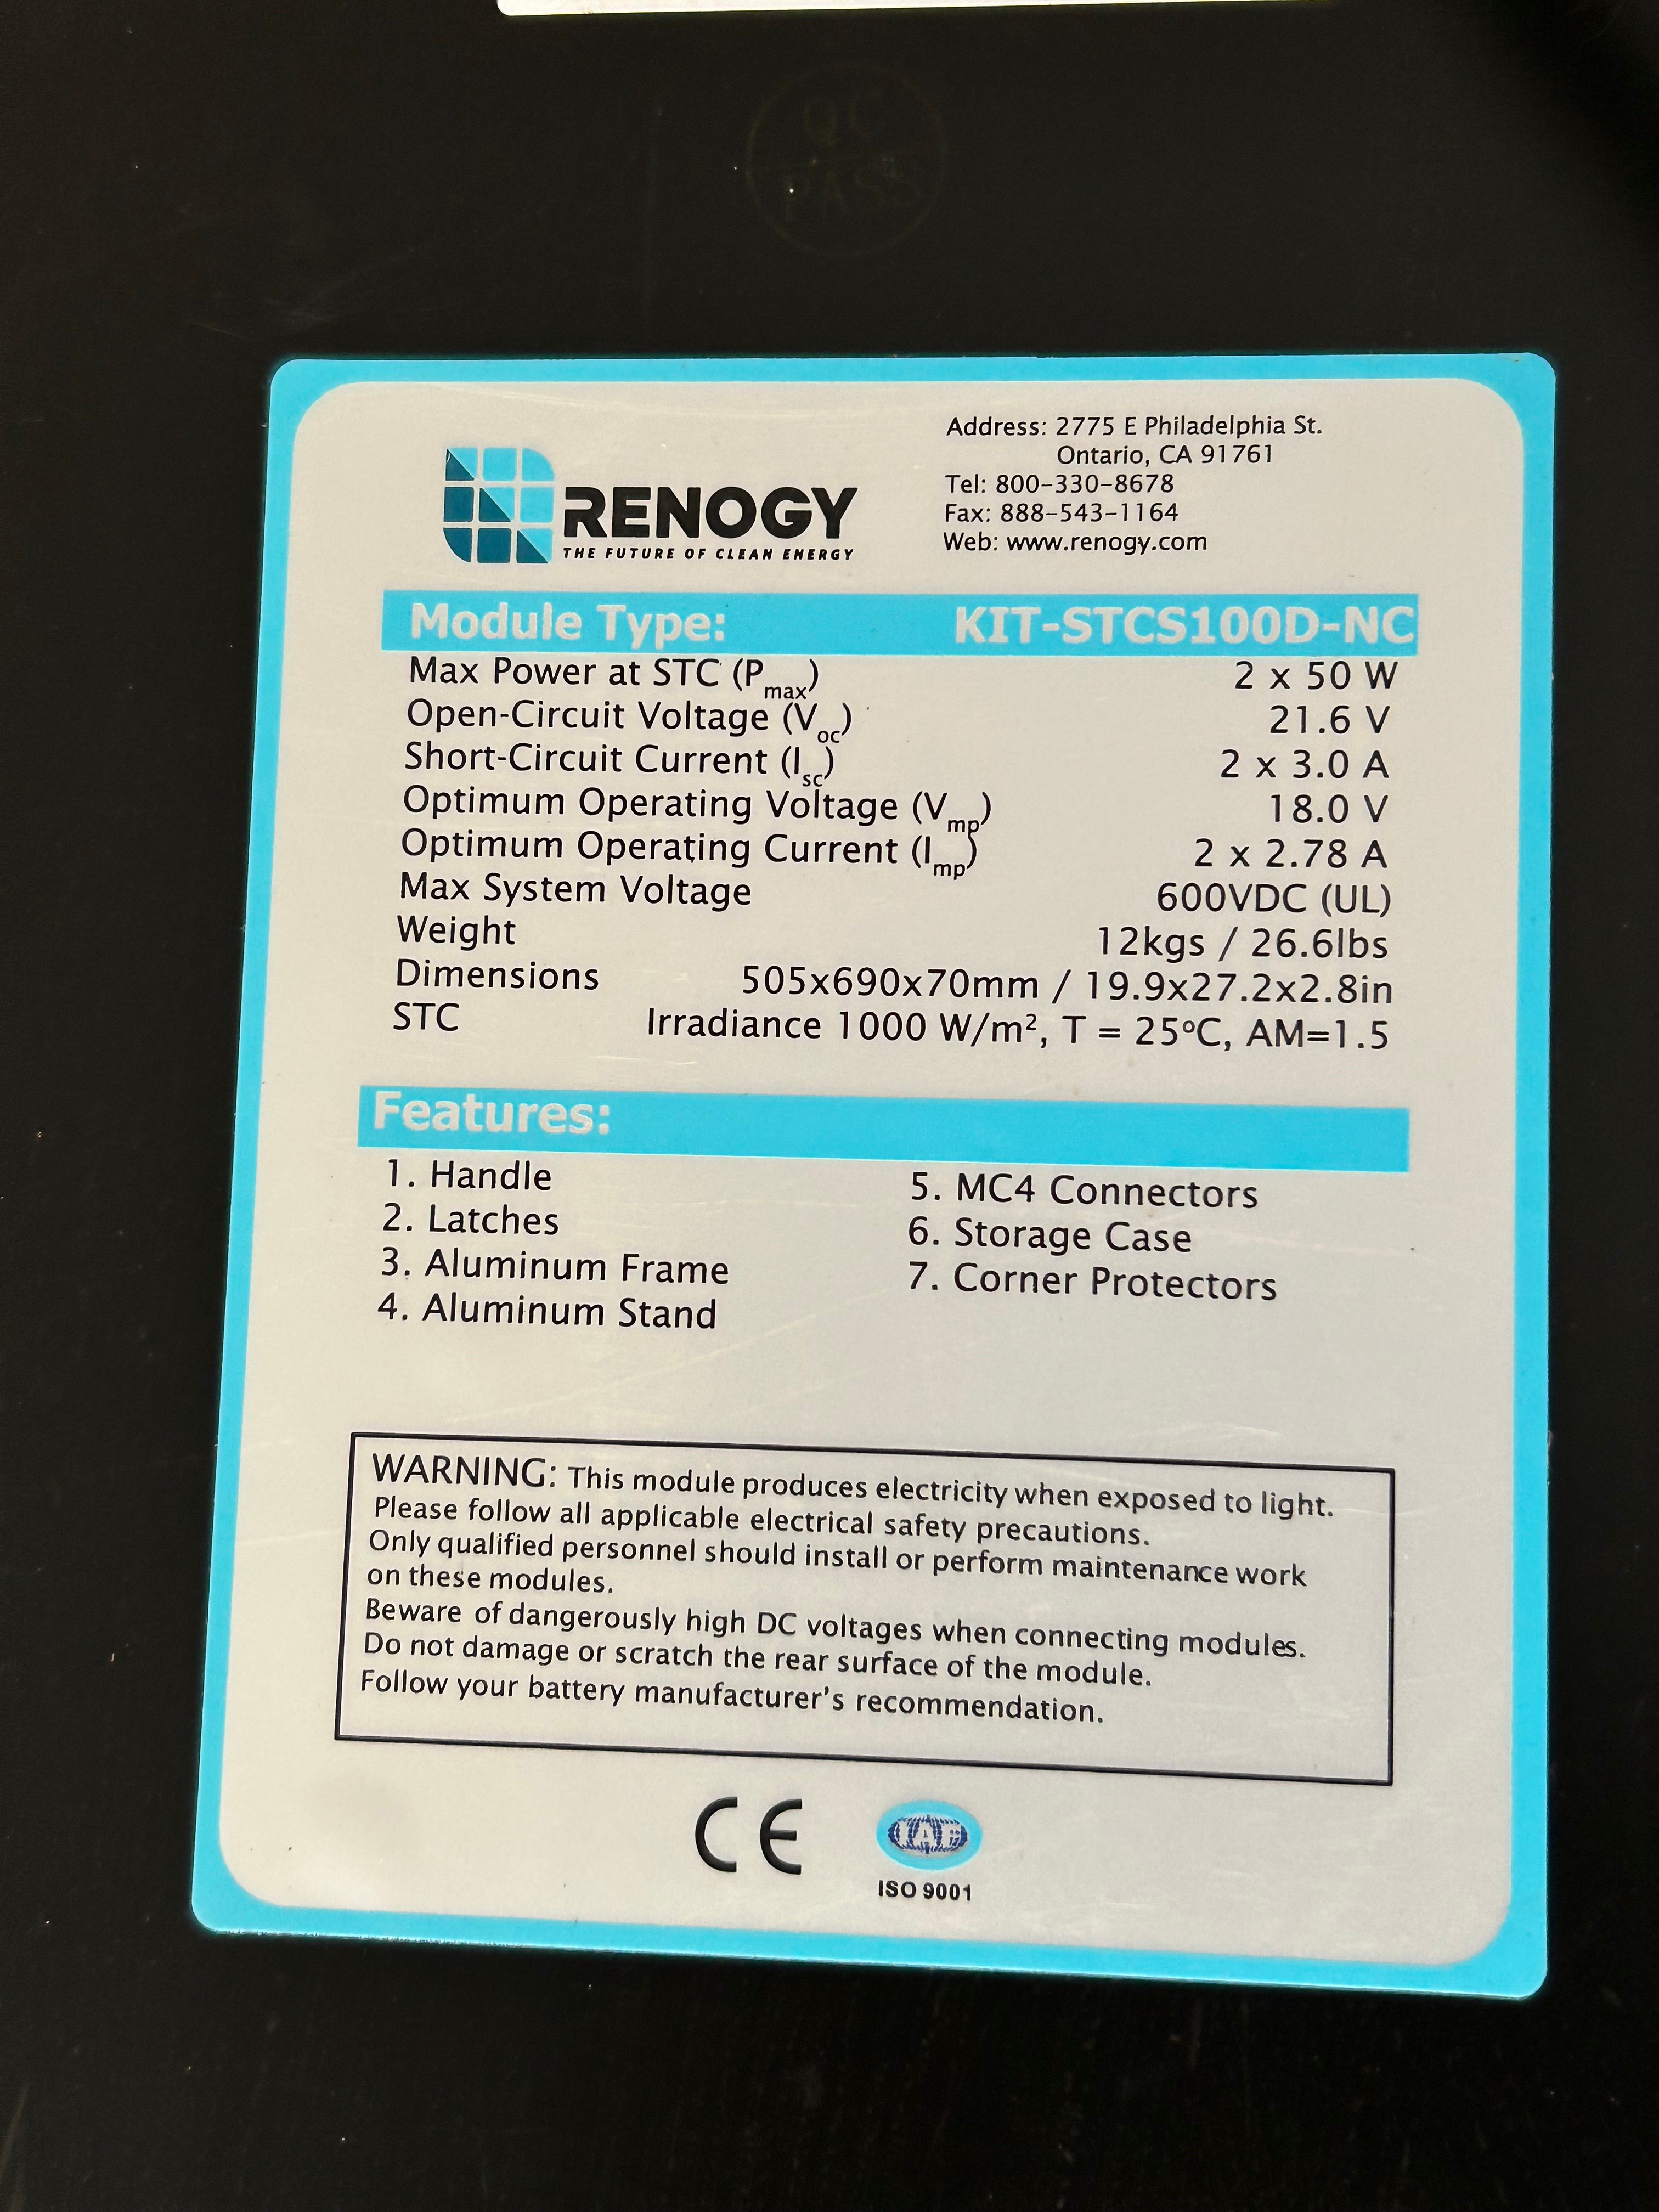 QC
PASS
RENOGY
THE FUTURE OF CLEAN ENERGY
Address: 2775 E Philadelphia St.
Ontario, CA 91761
Tel: 800-330-8678
Fax: 888-543-1164
Web: www.renogy.com
Module Type: KIT-STCS100D-NC
Max Power at STC (Pmax) 2 x 50 W
Open-Circuit Voltage (Voc) 21.6 V
Short-Circuit Current (Isc) 2 x 3.0 A
Optimum Operating Voltage (Vmp) 18.0 V
Optimum Operating Current (Imp) 2 x 2.78 A
Max System Voltage 600VDC (UL)
Weight 12kgs / 26.6lbs
Dimensions 505x690x70mm / 19.9x27.2x2.8in
STC Irradiance 1000 W/m², T = 25°C, AM=1.5
Features:
1. Handle
2. Latches
3. Aluminum Frame
4. Aluminum Stand
5. MC4 Connectors
6. Storage Case
7. Corner Protectors
WARNING: This module produces electricity when exposed to light.
Please follow all applicable electrical safety precautions.
Only qualified personnel should install or perform maintenance work
on these modules.
Beware of dangerously high DC voltages when connecting modules.
Do not damage or scratch the rear surface of the module.
Follow your battery manufacturer's recommendation.
CE
IAF
ISO 9001